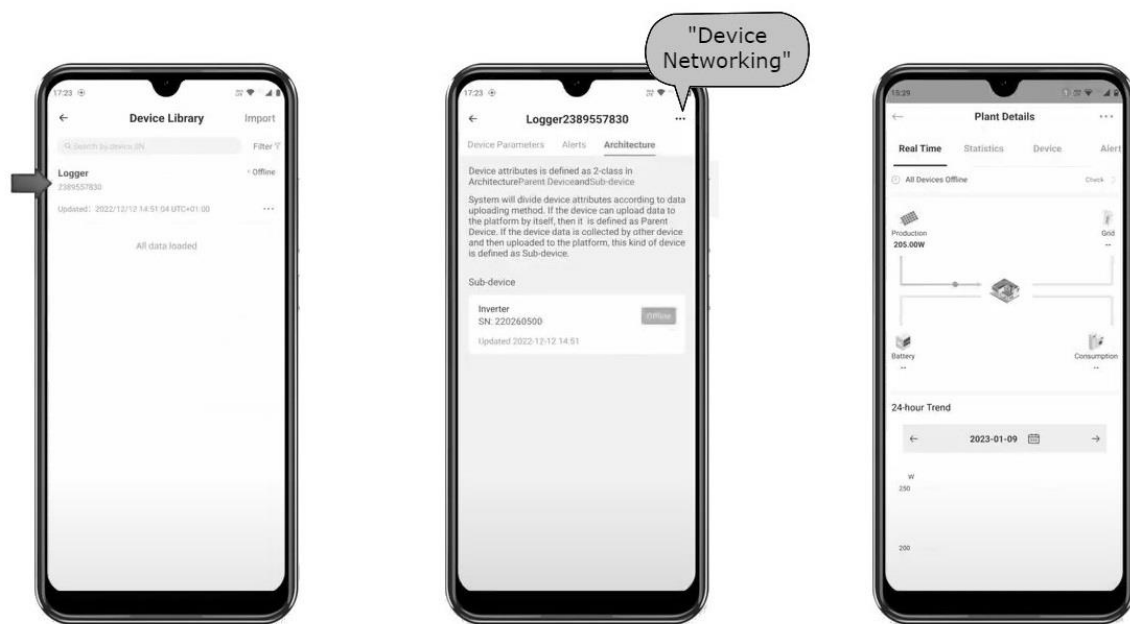 "Device
Networking"
17:23
Device Library
Import
Search by device SN
Filter
Logger
Offline
2389557830
Updated: 2022/12/12 14:51:04 UTC+01:00
...
All data loaded
17:23
Logger2389557830
...
Device Parameters
Alerts
Architecture
Device attributes is defined as 2-class in
ArchitectureParent DeviceandSub-device
System will divide device attributes according to data
uploading method. If the device can upload data to
the platform by itself, then it is defined as Parent
Device. If the device data is collected by other device
and then uploaded to the platform, this kind of device
is defined as Sub-device.
Sub-device
Inverter
SN: 220260500
Offline
Updated 2022-12-12 14:51
15:29
Plant Details
...
Real Time
Statistics
Device
Alert
All Devices Offline
Check
Production
205.00W
Grid
--
Battery
--
Consumption
--
24-hour Trend
2023-01-09
W
250
200